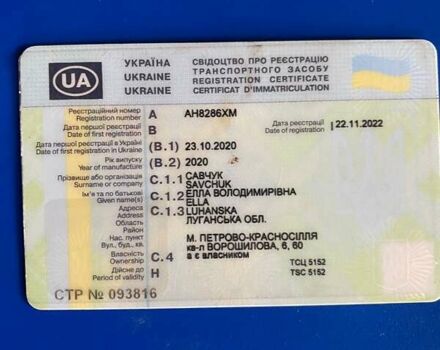 УКРАЇНА
UKRAINE
UKRAINE
СВІДОЦТВО ПРО РЕЄСТРАЦІЮ
ТРАНСПОРТНОГО ЗАСОБУ
REGISTRATION CERTIFICATE
CERTIFICAT D'IMMATRICULATION
UA
Реєстраційний номер
Registration number
A
AH8286XM
Дата першої реєстрації
Date of first registration
B
Дата реєстрації
Date of registration
(I) 22.11.2022
Дата першої реєстрації в Україні
Date of first registration in Ukraine
(B.1) 23.10.2020
Рік випуску
Year of manufacture
(B.2) 2020
Прізвище або організація
Surname or company
C.1.1
САВЧУК
SAVCHUK
Ім'я та по батькові
Given name(s)
C.1.2
ЕЛЛА ВОЛОДИМИРІВНА
ELLA
Адреса
Address
C.1.3
LUHANSKA
ЛУГАНСЬКА ОБЛ.
Область
Район
Нас. пункт
Вул., буд., кв.
М. ПЕТРОВО-КРАСНОСІЛЛЯ
кв-л ВОРОШИЛОВА, 6, 60
Власність
Ownership
C.4
а є власником
Дійсне до
Period of validity
H
ТСЦ 5152
TSC 5152
СТР № 093816